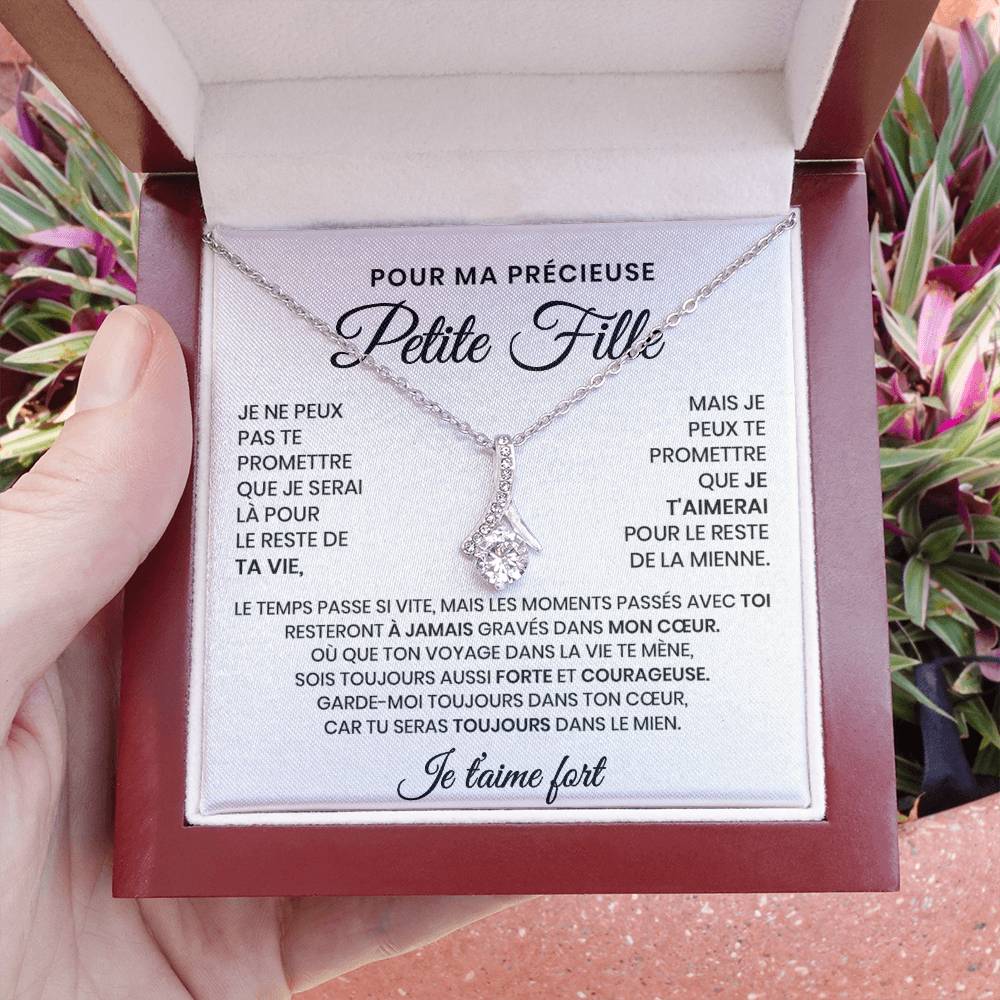 POUR MA PRÉCIEUSE
Petite Fille
JE NE PEUX
PAS TE
PROMETTRE
QUE JE SERAI
LÀ POUR
LE RESTE DE
TA VIE,
MAIS JE
PEUX TE
PROMETTRE
QUE JE
T'AIMERAI
POUR LE RESTE
DE LA MIENNE.
LE TEMPS PASSE SI VITE, MAIS LES MOMENTS PASSÉS AVEC TOI
RESTERONT À JAMAIS GRAVÉS DANS MON CŒUR.
OÙ QUE TON VOYAGE DANS LA VIE TE MÈNE,
SOIS TOUJOURS AUSSI FORTE ET COURAGEUSE.
GARDE-MOI TOUJOURS DANS TON CŒUR,
CAR TU SERAS TOUJOURS DANS LE MIEN.
Je t'aime fort